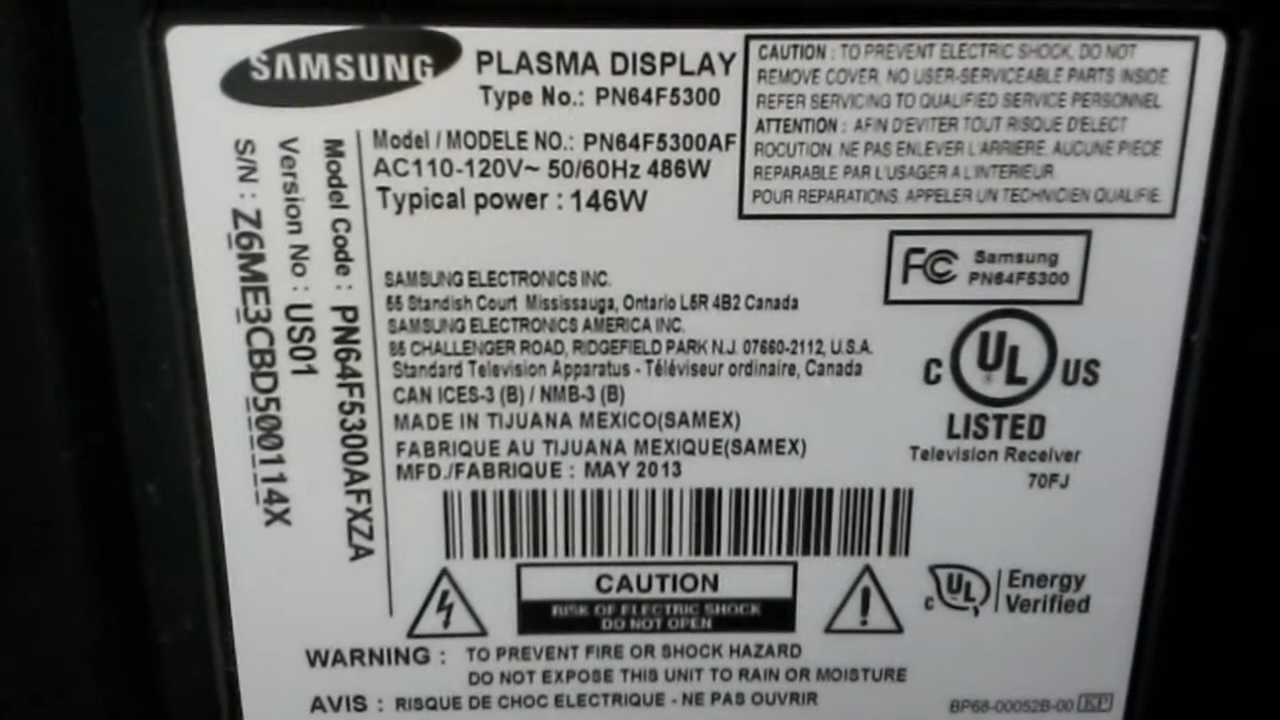 SAMSUNG
PLASMA DISPLAY
Type No.: PN64F5300
Model / MODELE NO.: PN64F5300AF
AC110-120V~ 50/60Hz 486W
Typical power : 146W
CAUTION : TO PREVENT ELECTRIC SHOCK, DO NOT
REMOVE COVER. NO USER-SERVICEABLE PARTS INSIDE.
REFER SERVICING TO QUALIFIED SERVICE PERSONNEL.
ATTENTION : AFIN D'EVITER TOUT RISQUE D'ELECT
ROCUTION. NE PAS ENLEVER L'ARRIERE. AUCUNE PIECE
REPARABLE PAR L'USAGER A L'INTERIEUR.
POUR REPARATIONS. APPELER UN TECHNICIEN QUALIFIE.
Model Code : PN64F5300AFXZA
Version No : US01
S/N : Z6ME3CBD500114X
SAMSUNG ELECTRONICS INC.
55 Standish Court Mississauga, Ontario L5R 4B2 Canada
SAMSUNG ELECTRONICS AMERICA INC.
85 CHALLENGER ROAD, RIDGEFIELD PARK N.J. 07660-2112, U.S.A.
Standard Television Apparatus - Téléviseur ordinaire, Canada
CAN ICES-3 (B) / NMB-3 (B)
MADE IN TIJUANA MEXICO(SAMEX)
FABRIQUE AU TIJUANA MEXIQUE(SAMEX)
MFD./FABRIQUE : MAY 2013
FC Samsung
PN64F5300
C UL US
LISTED
Television Receiver
70FJ
CAUTION
RISK OF ELECTRIC SHOCK
DO NOT OPEN
c UL Energy
Verified
WARNING : TO PREVENT FIRE OR SHOCK HAZARD
DO NOT EXPOSE THIS UNIT TO RAIN OR MOISTURE
AVIS : RISQUE DE CHOC ELECTRIQUE - NE PAS OUVRIR
BP68-00052B-00 KP